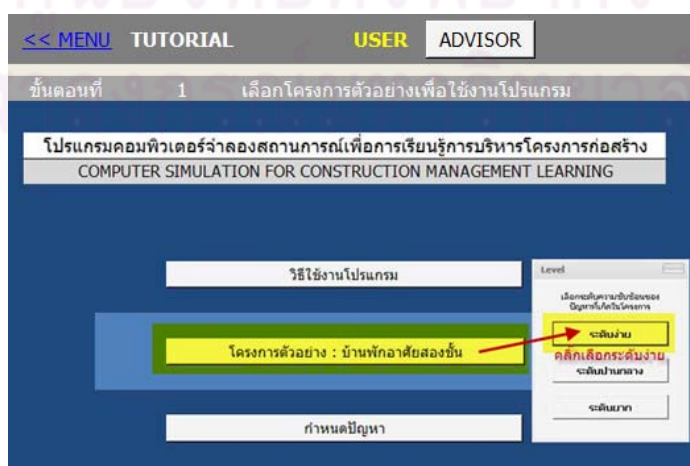 << MENU TUTORIAL USER ADVISOR
ขั้นตอนที่ 1 เลือกโครงการตัวอย่างเพื่อใช้งานโปรแกรม
โปรแกรมคอมพิวเตอร์จำลองสถานการณ์เพื่อการเรียนรู้การบริหารโครงการก่อสร้าง
COMPUTER SIMULATION FOR CONSTRUCTION MANAGEMENT LEARNING
วิธีใช้งานโปรแกรม
โครงการตัวอย่าง : บ้านพักอาศัยสองชั้น
กำหนดปัญหา
Level
เลือกระดับความซับซ้อนของ
ปัญหาที่เกิดในโครงการ
ระดับง่าย
คลิกเลือกระดับง่าย
ระดับปานกลาง
ระดับมาก